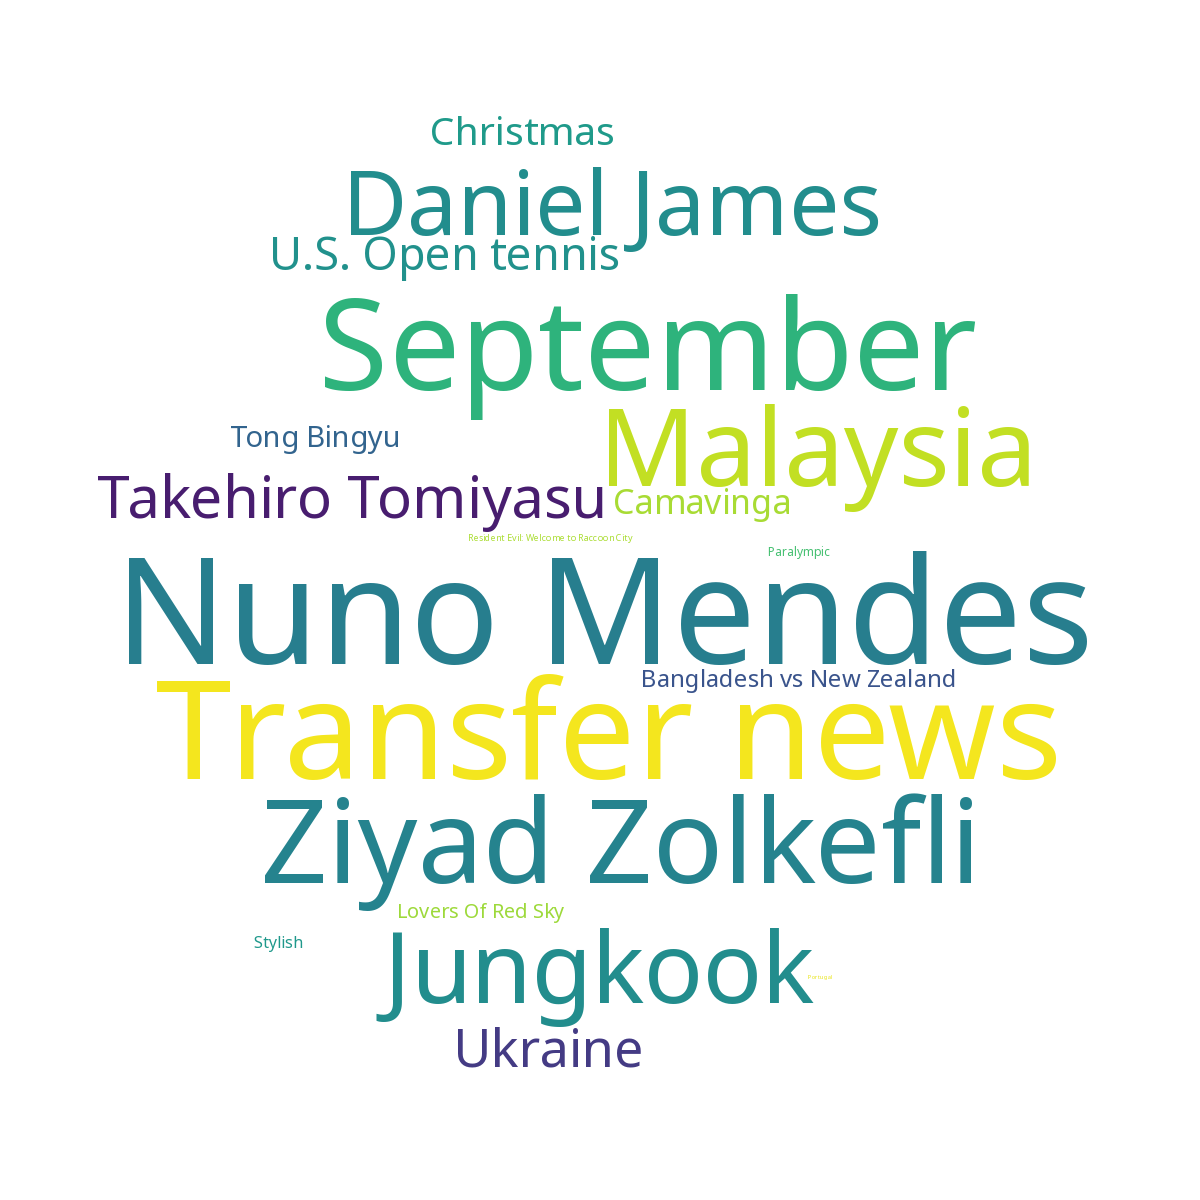 Christmas
Daniel James
U.S. Open tennis
September
Malaysia
Tong Bingyu
Takehiro Tomiyasu
Camavinga
Resident Evil: Welcome to Raccoon City
Paralympic
Nuno Mendes
Bangladesh vs New Zealand
Transfer news
Ziyad Zolkefli
Lovers Of Red Sky
Stylish
Jungkook
Portugal
Ukraine